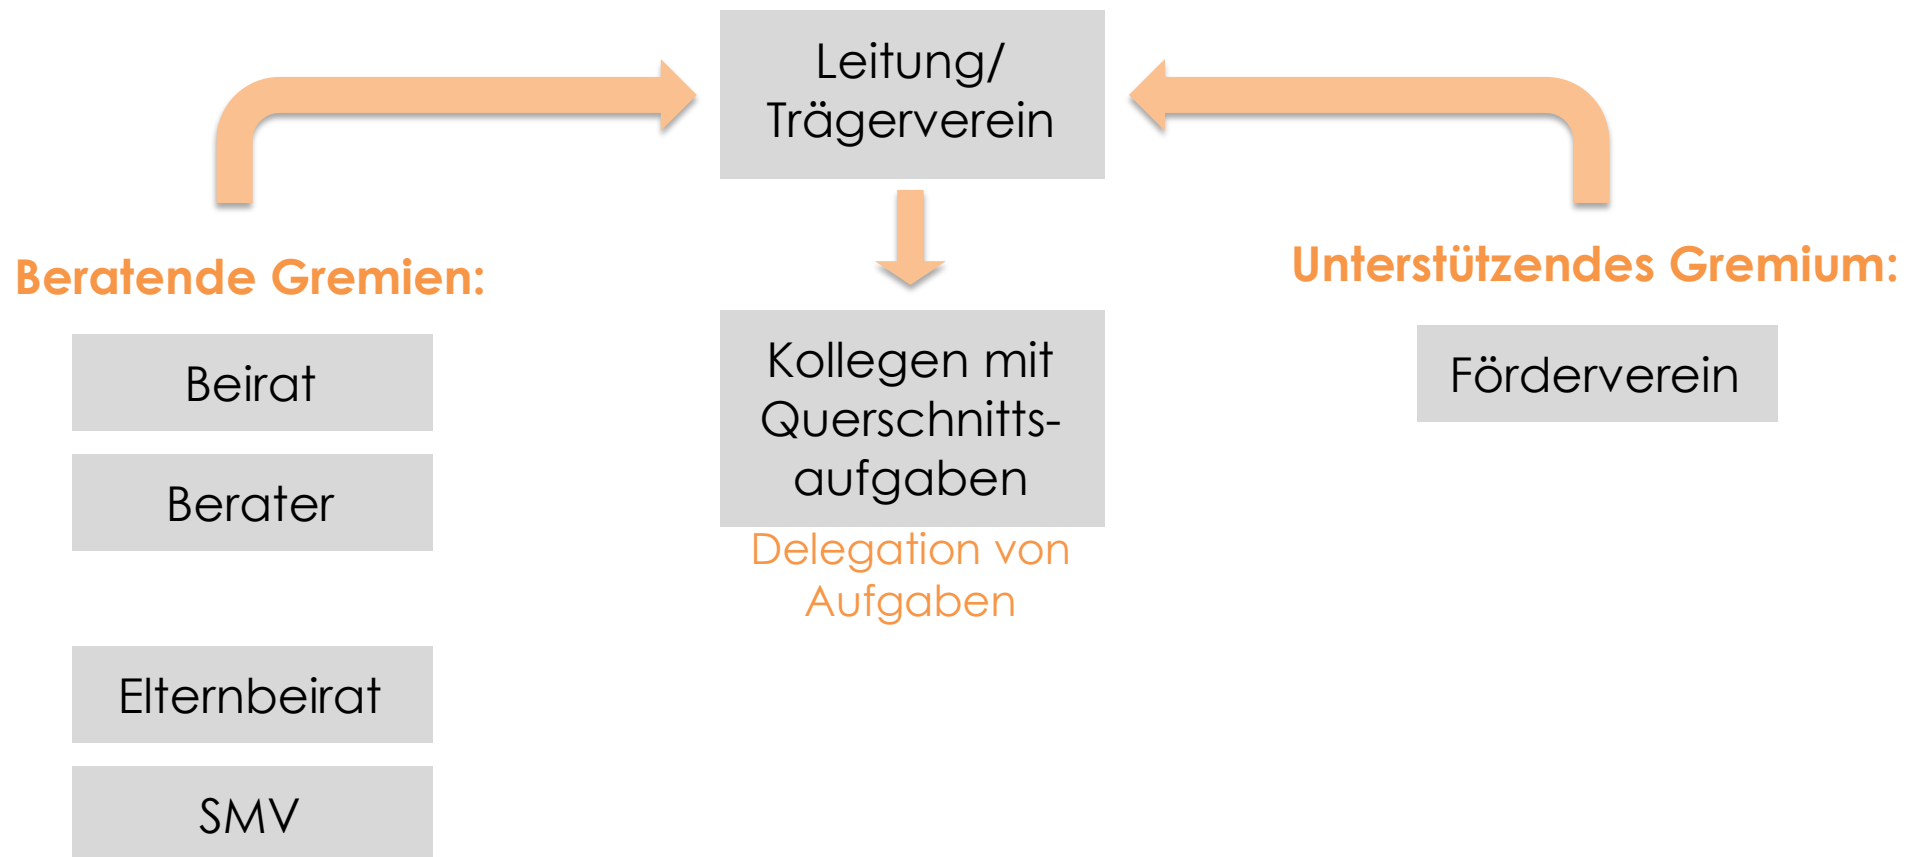 Leitung/
Trägerverein
Beratende Gremien:
Beirat
Berater
Elternbeirat
SMV
Kollegen mit
Querschnitts-
aufgaben
Delegation von
Aufgaben
Unterstützendes Gremium:
Förderverein